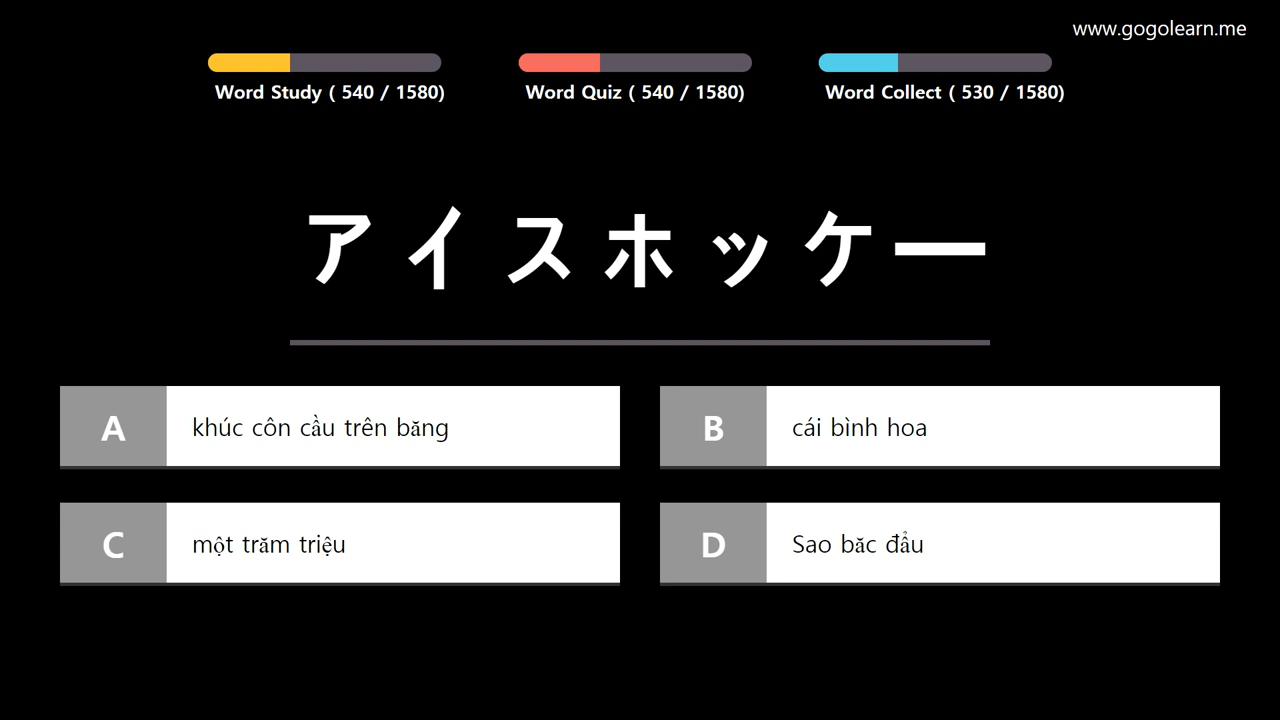 www.gogolearn.me
Word Study ( 540 / 1580)
Word Quiz ( 540 / 1580)
Word Collect ( 530 / 1580)
アイスホッケー
A khúc côn cầu trên băng
B cái bình hoa
C một trăm triệu
D Sao bắc đẩu